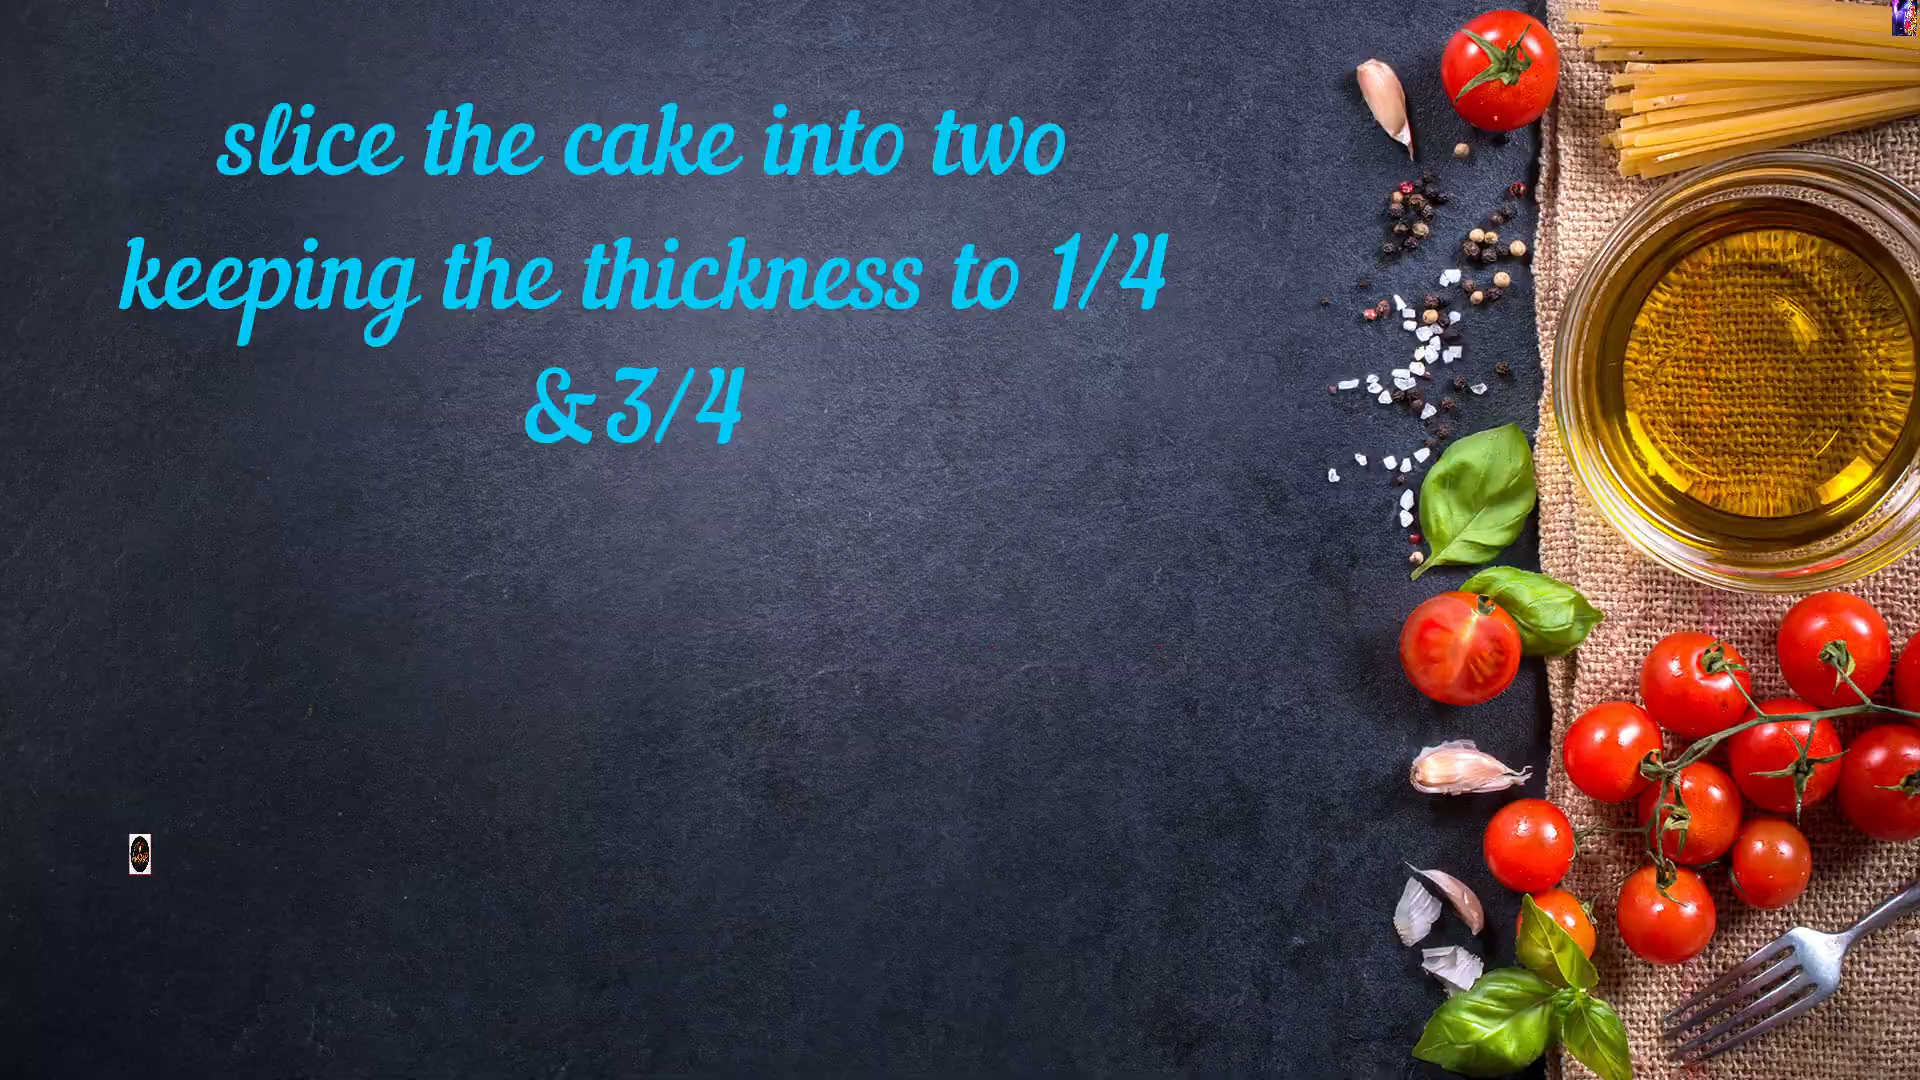 slice the cake into two
keeping the thickness to 1/4
& 3/4